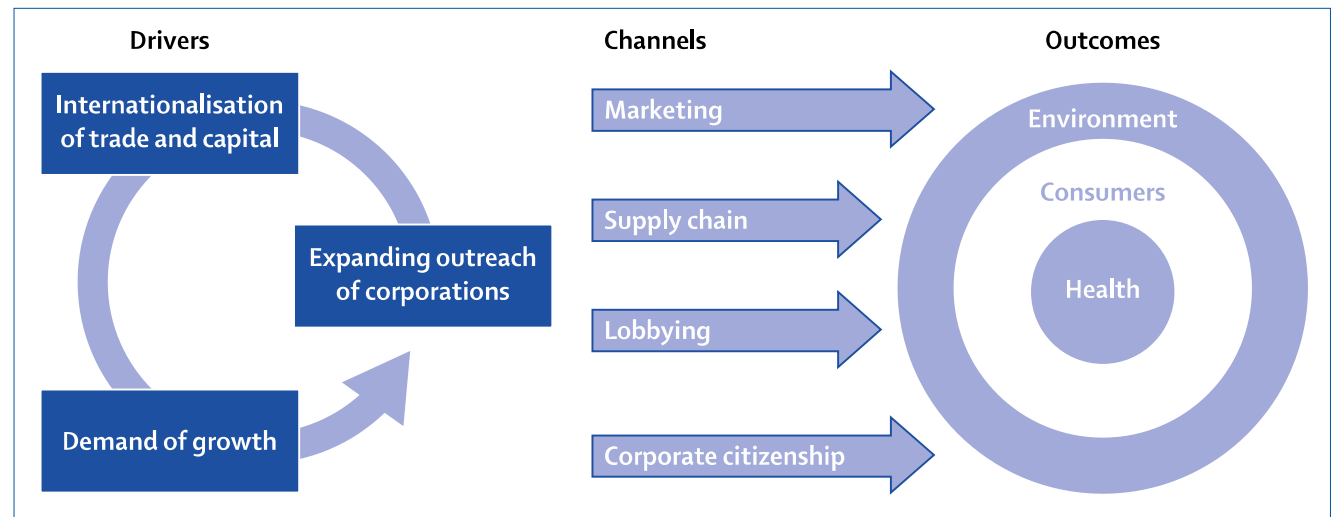 Drivers
Internationalisation
of trade and capital
Expanding outreach
of corporations
Demand of growth
Channels
Marketing
Supply chain
Lobbying
Corporate citizenship
Outcomes
Environment
Consumers
Health